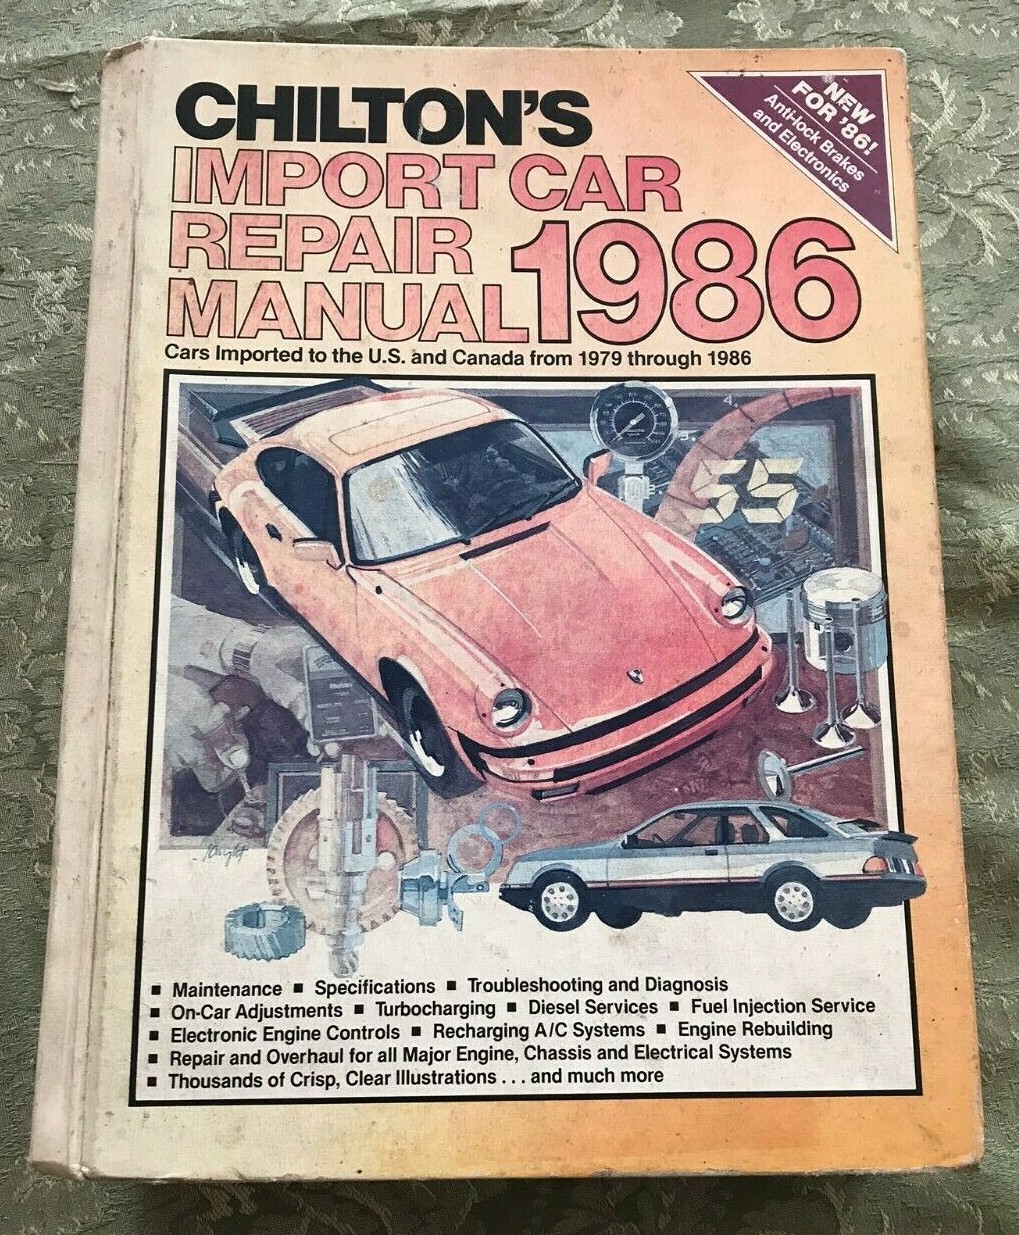 CHILTON'S
IMPORT CAR
REPAIR
MANUAL 1986
NEW
FOR '86!
Anti-lock Brakes
and Electronics
Cars Imported to the U.S. and Canada from 1979 through 1986
4.
55
▪ Maintenance ▪ Specifications ▪ Troubleshooting and Diagnosis
▪ On-Car Adjustments ▪ Turbocharging ▪ Diesel Services ▪ Fuel Injection Service
▪ Electronic Engine Controls ▪ Recharging A/C Systems ▪ Engine Rebuilding
▪ Repair and Overhaul for all Major Engine, Chassis and Electrical Systems
▪ Thousands of Crisp, Clear Illustrations . . . and much more